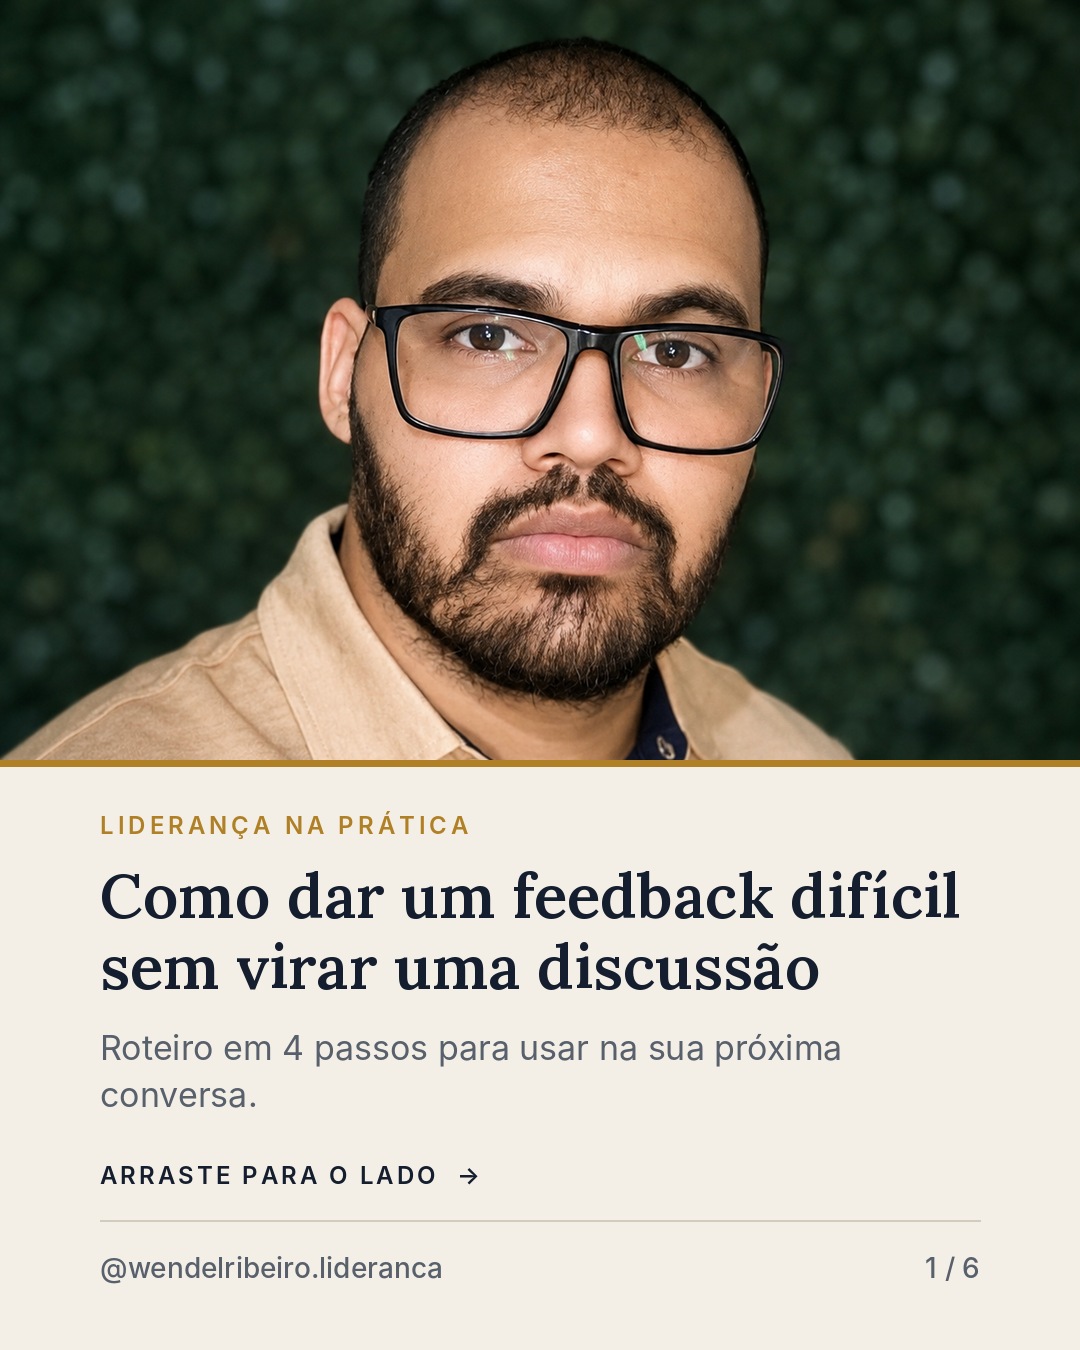 LIDERANÇA NA PRÁTICA
Como dar um feedback difícil
sem virar uma discussão
Roteiro em 4 passos para usar na sua próxima
conversa.
ARRASTE PARA O LADO →
@wendelribeiro.lideranca
1 / 6